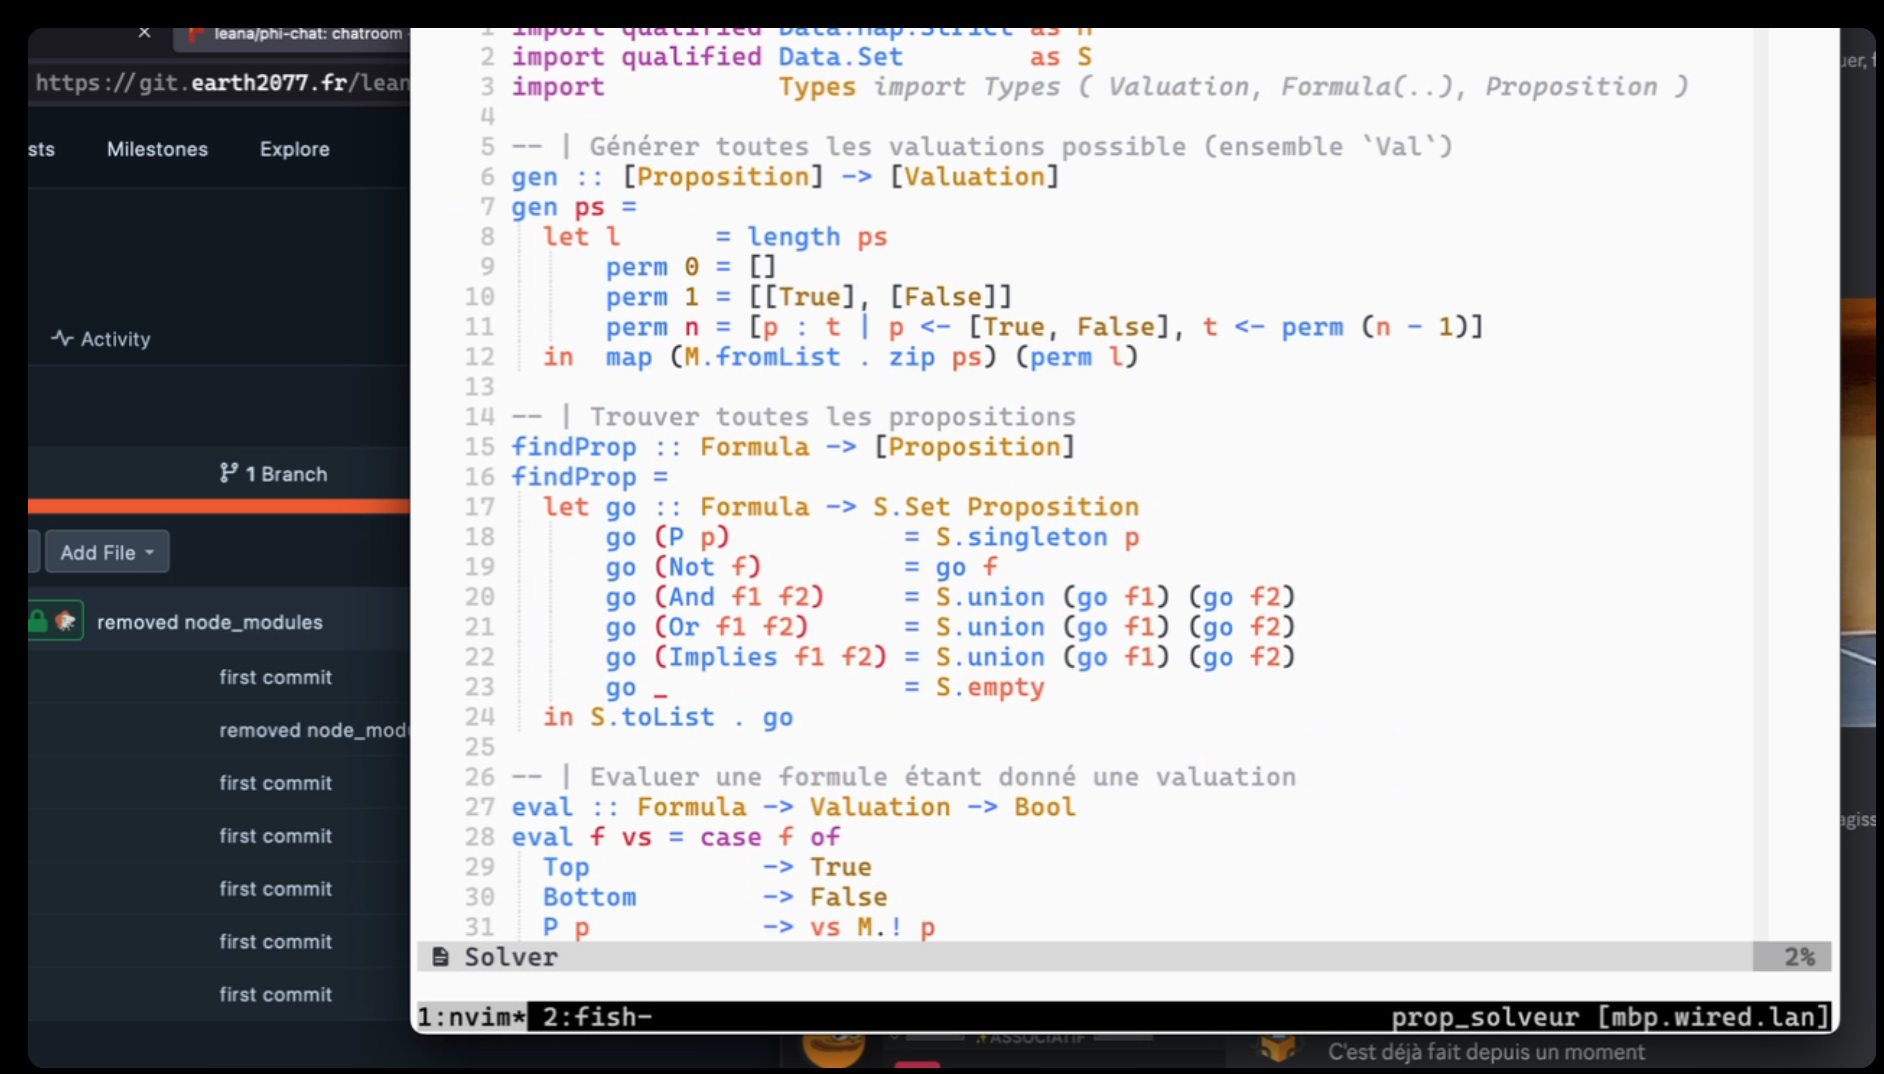 leana/phi-chat: chatroom
https://git.earth2077.fr/lean
sts Milestones Explore
Activity
1 Branch
Add File
removed node_modules
first commit
removed node_mod
first commit
first commit
first commit
first commit
first commit
1 import qualified Data.Map.Strict as M
2 import qualified Data.Set as S
3 import Types import Types ( Valuation, Formula(..), Proposition )
4
5 -- | Générer toutes les valuations possible (ensemble `Val`)
6 gen :: [Proposition] -> [Valuation]
7 gen ps =
8 let l = length ps
9 perm 0 = []
10 perm 1 = [[True], [False]]
11 perm n = [p : t | p <- [True, False], t <- perm (n - 1)]
12 in map (M.fromList . zip ps) (perm l)
13
14 -- | Trouver toutes les propositions
15 findProp :: Formula -> [Proposition]
16 findProp =
17 let go :: Formula -> S.Set Proposition
18 go (P p) = S.singleton p
19 go (Not f) = go f
20 go (And f1 f2) = S.union (go f1) (go f2)
21 go (Or f1 f2) = S.union (go f1) (go f2)
22 go (Implies f1 f2) = S.union (go f1) (go f2)
23 go _ = S.empty
24 in S.toList . go
25
26 -- | Evaluer une formule étant donné une valuation
27 eval :: Formula -> Valuation -> Bool
28 eval f vs = case f of
29 Top -> True
30 Bottom -> False
31 P p -> vs M.! p
Solver 2%
1:nvim* 2:fish- prop_solveur [mbp.wired.lan]
ASSOCIATIF
C'est déjà fait depuis un moment
uer, f
agiss